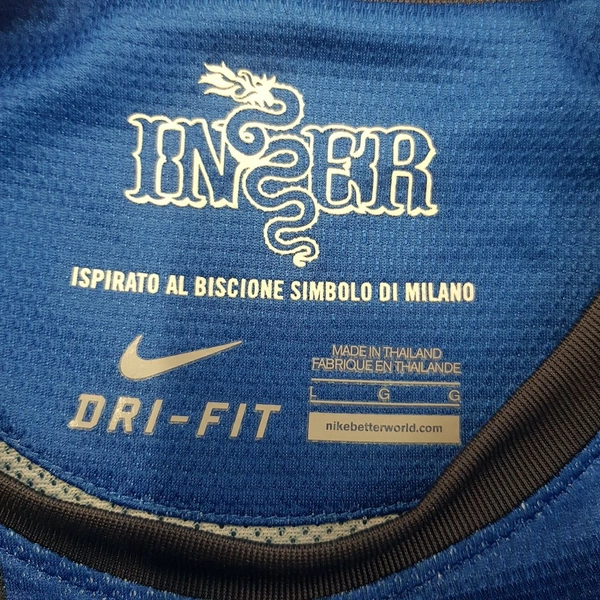 INTER
ISPIRATO AL BISCIONE SIMBOLO DI MILANO
DRI-FIT
MADE IN THAILAND
FABRIQUE EN THAILANDE
L G G
nikebetterworld.com